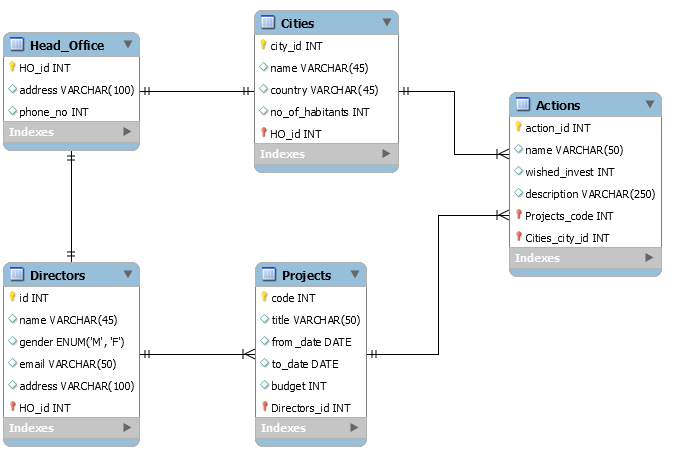 Head_Office
HO_id INT
address VARCHAR(100)
phone_no INT
Indexes
Cities
city_id INT
name VARCHAR(45)
country VARCHAR(45)
no_of_habitants INT
HO_id INT
Indexes
Actions
action_id INT
name VARCHAR(50)
wished_invest INT
description VARCHAR(250)
Projects_code INT
Cities_city_id INT
Indexes
Directors
id INT
name VARCHAR(45)
gender ENUM('M', 'F')
email VARCHAR(50)
address VARCHAR(100)
HO_id INT
Indexes
Projects
code INT
title VARCHAR(50)
from_date DATE
to_date DATE
budget INT
Directors_id INT
Indexes